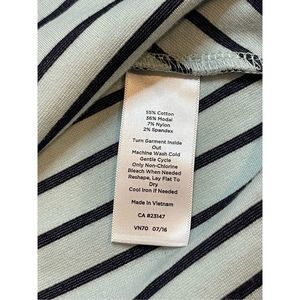 55% Cotton
36% Modal
7% Nylon
2% Spandex
Turn Garment Inside
Out
Machine Wash Cold
Gentle Cycle
Only Non-Chlorine
Bleach When Needed
Reshape, Lay Flat To
Dry
Cool Iron if Needed
Made in Vietnam
CA #23147
VN70 07/16